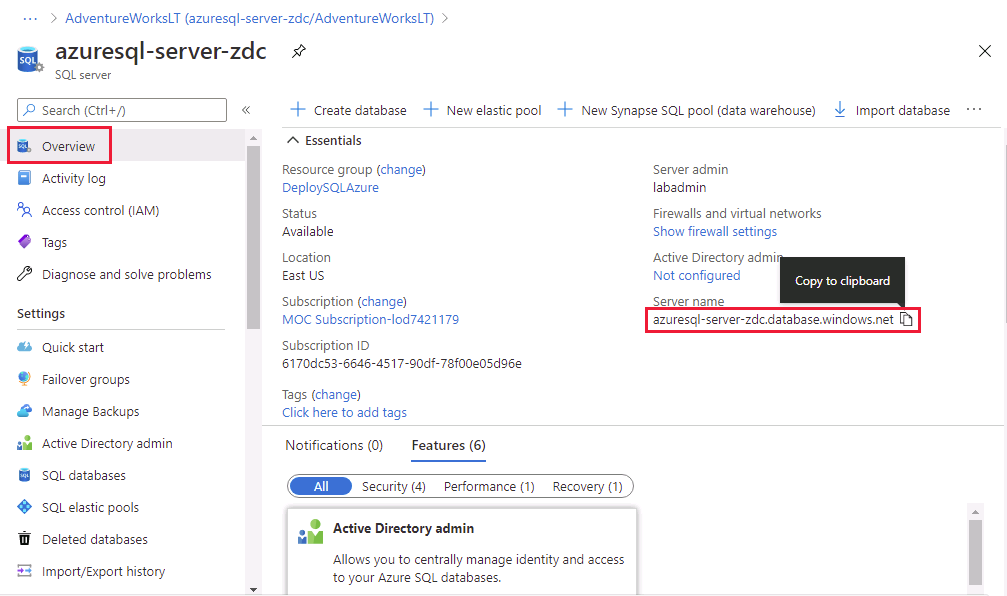 ··· > AdventureWorksLT (azuresql-server-zdc/AdventureWorksLT) >
SQL
azuresql-server-zdc
SQL server
Search (Ctrl+/)
«
Overview
Activity log
Access control (IAM)
Tags
Diagnose and solve problems
Settings
Quick start
Failover groups
Manage Backups
Active Directory admin
SQL databases
SQL elastic pools
Deleted databases
Import/Export history
Create database
New elastic pool
New Synapse SQL pool (data warehouse)
Import database
···
Essentials
Resource group (change)
DeploySQLAzure
Status
Available
Location
East US
Subscription (change)
MOC Subscription-lod7421179
Subscription ID
6170dc53-6646-4517-90df-78f00e05d96e
Tags (change)
Click here to add tags
Server admin
labadmin
Firewalls and virtual networks
Show firewall settings
Active Directory admin
Not configured
Copy to clipboard
Server name
azuresql-server-zdc.database.windows.net
Notifications (0)
Features (6)
All
Security (4)
Performance (1)
Recovery (1)
Active Directory admin
Allows you to centrally manage identity and access
to your Azure SQL databases.